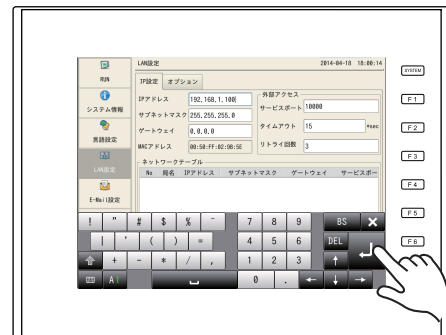 LAN設定
2014-04-18 18:00:14
RUN
システム情報
言語設定
LAN設定
E-Mail設定
IP設定 オプション
IPアドレス 192.168.1.100
サブネットマスク 255.255.255.0
ゲートウェイ 0.0.0.0
MACアドレス 00:50:FF:02:9B:5E
外部アクセス
サービスポート 10000
タイムアウト 15 *sec
リトライ回数 3
ネットワークテーブル
No 局名 IPアドレス サブネットマスク ゲートウェイ サービスポー
! " # $ % ¯ 7 8 9 BS ×
| ' ( ) = 4 5 6 DEL
+ - * / , 1 2 3
A 0 .
SYSTEM
F1
F2
F3
F4
F5
F6